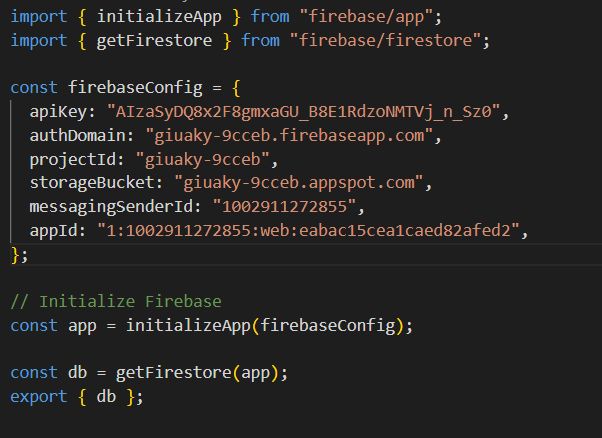 import { initializeApp } from "firebase/app";
import { getFirestore } from "firebase/firestore";
const firebaseConfig = {
apiKey: "AIzaSyDQ8x2F8gmxaGU_B8E1RdzoNMTVj_n_Sz0",
authDomain: "giuaky-9cceb.firebaseapp.com",
projectId: "giuaky-9cceb",
storageBucket: "giuaky-9cceb.appspot.com",
messagingSenderId: "1002911272855",
appId: "1:1002911272855:web:eabac15cea1caed82afed2",
};
// Initialize Firebase
const app = initializeApp(firebaseConfig);
const db = getFirestore(app);
export { db };